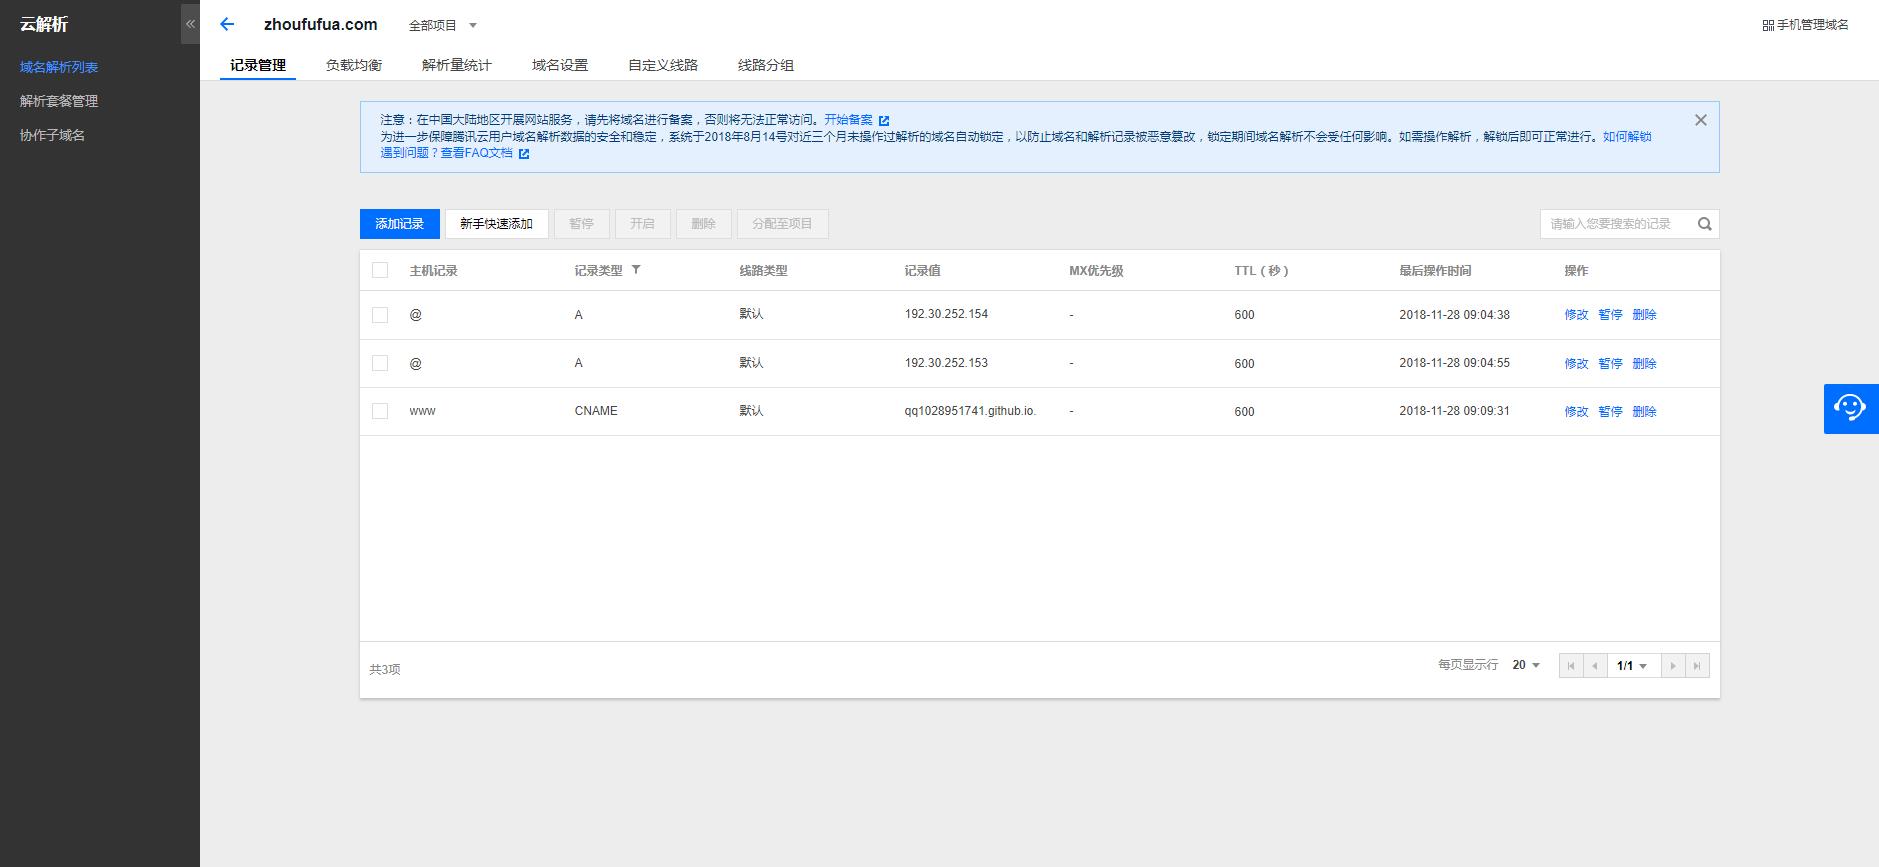 云解析
«
zhoufufua.com
全部项目
手机管理域名
域名解析列表
解析套餐管理
协作子域名
记录管理 负载均衡 解析量统计 域名设置 自定义线路 线路分组
注意：在中国大陆地区开展网站服务，请先将域名进行备案，否则将无法正常访问。开始备案
为进一步保障腾讯云用户域名解析数据的安全和稳定，系统于2018年8月14号对近三个月未操作过解析的域名自动锁定，以防止域名和解析记录被恶意篡改，锁定期间域名解析不会受任何影响。如需操作解析，解锁后即可正常进行。如何解锁
遇到问题？查看FAQ文档
添加记录 新手快速添加 暂停 开启 删除 分配至项目 请输入您要搜索的记录
主机记录 记录类型 线路类型 记录值 MX优先级 TTL（秒） 最后操作时间 操作
@ A 默认 192.30.252.154 - 600 2018-11-28 09:04:38 修改 暂停 删除
@ A 默认 192.30.252.153 - 600 2018-11-28 09:04:55 修改 暂停 删除
www CNAME 默认 qq1028951741.github.io. - 600 2018-11-28 09:09:31 修改 暂停 删除
共3项 每页显示行 20 1/1